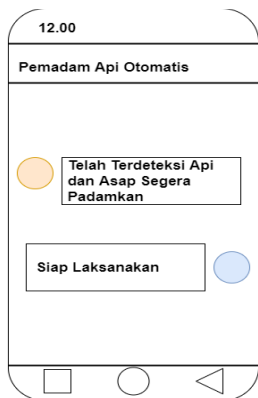 12.00
Pemadam Api Otomatis
Telah Terdeteksi Api
dan Asap Segera
Padamkan
Siap Laksanakan